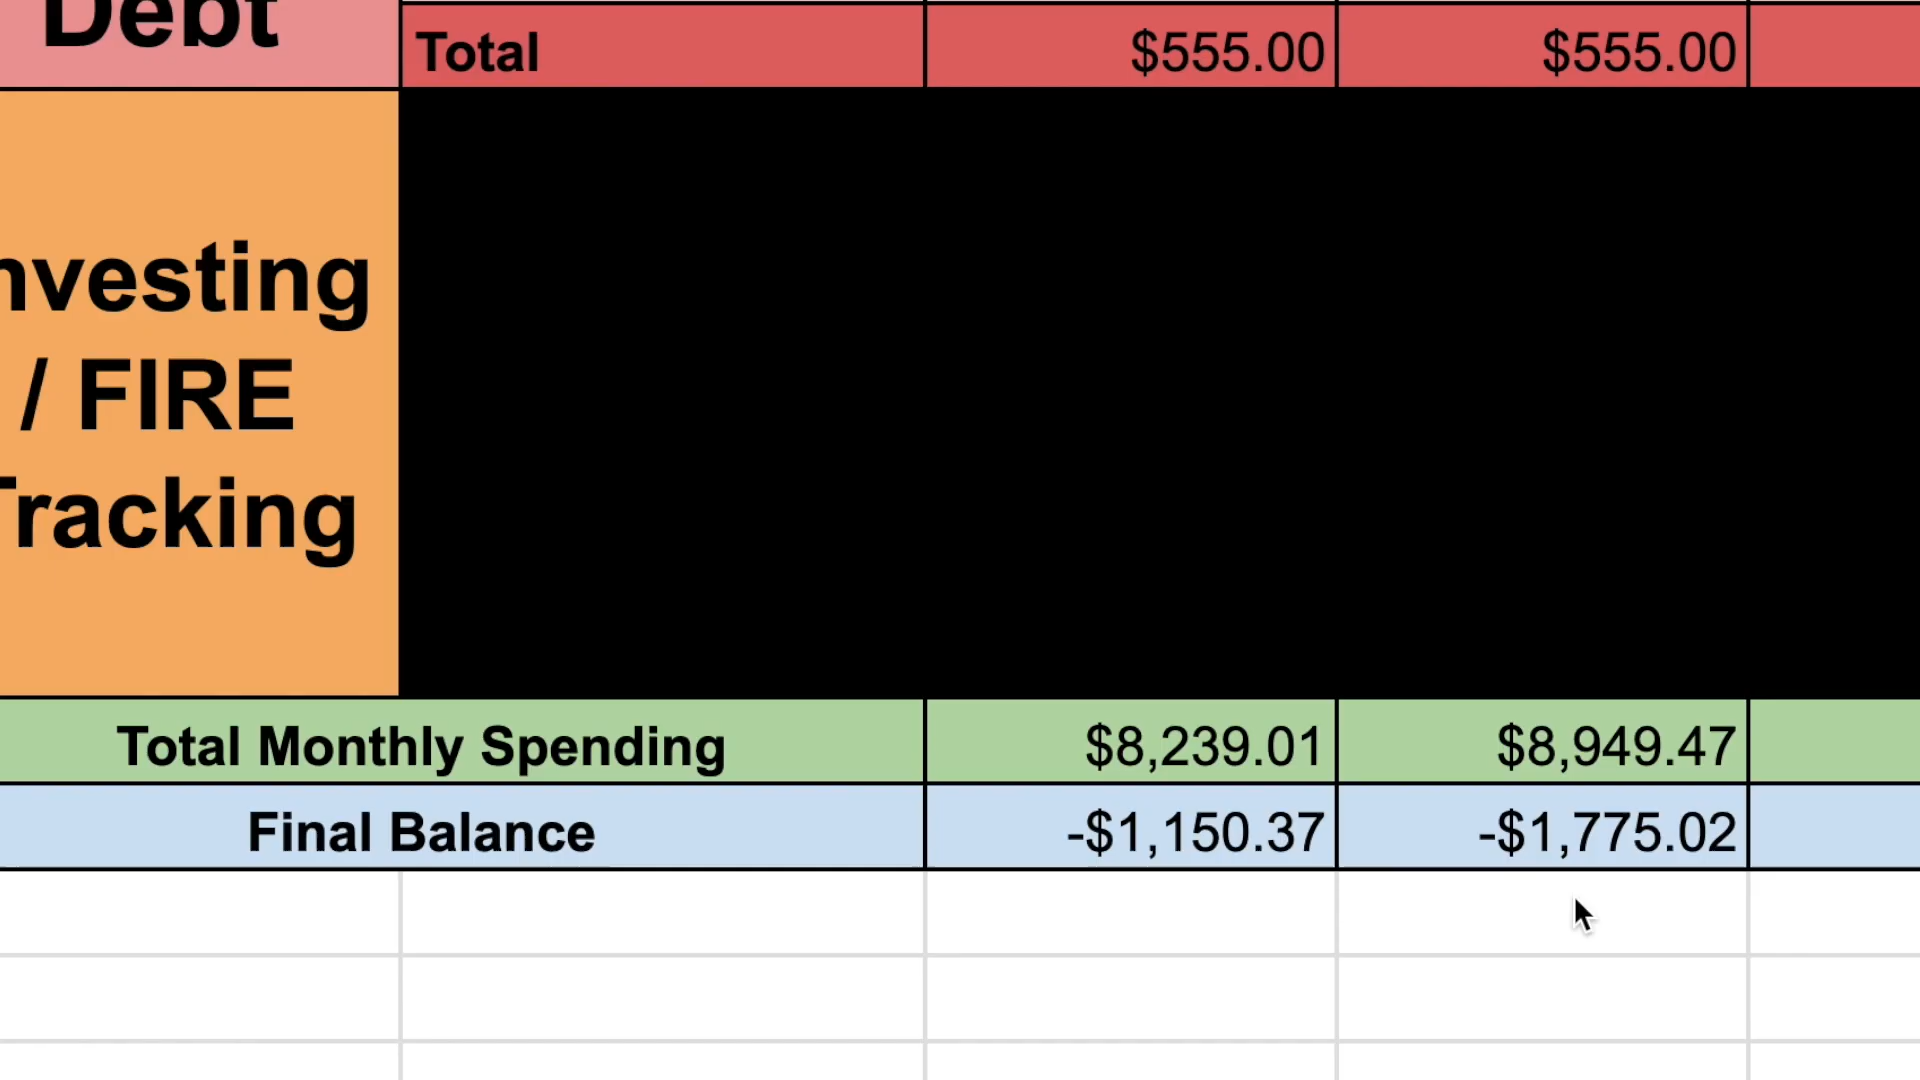 Debt
Total $555.00 $555.00
nvesting
/ FIRE
Tracking
Total Monthly Spending $8,239.01 $8,949.47
Final Balance -$1,150.37 -$1,775.02